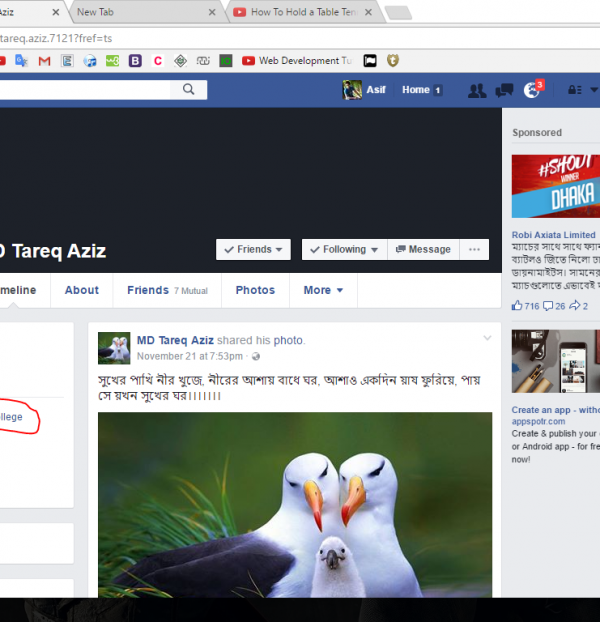 Aziz
New Tab
How To Hold a Table Ten
tareq.aziz.7121?fref=ts
Web Development Tu
Asif
Home 1
3
Sponsored
#SHOUT
WINNER
DHAKA
D Tareq Aziz
Friends
Following
Message
Robi Axiata Limited
ম্যাচের সাথে সাথে ফ্যান
ব্যাটলও জিতে নিলো ঢা
ডায়নামাইটস। সামনের
ম্যাচগুলোতে এভাবেই
716 26 2
meline
About
Friends 7 Mutual
Photos
More
MD Tareq Aziz shared his photo.
November 21 at 7:53pm ·
সুখের পাখি নীর খুজে, নীরের আশায় বাধে ঘর, আশাও একদিন যায ফুরিয়ে, পায়
সে যখন সুখের ঘর।।।।।।।
llege
Create an app - witho
appspotr.com
Create & publish your
or Android app - for fre
now!